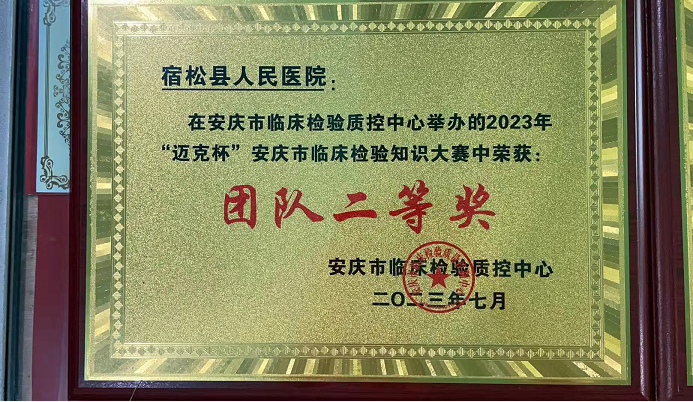 宿松县人民医院：
在安庆市临床检验质控中心举办的2023年
“迈克杯”安庆市临床检验知识大赛中荣获：
团队二等奖
安庆市临床检验质控中心
二〇二三年七月